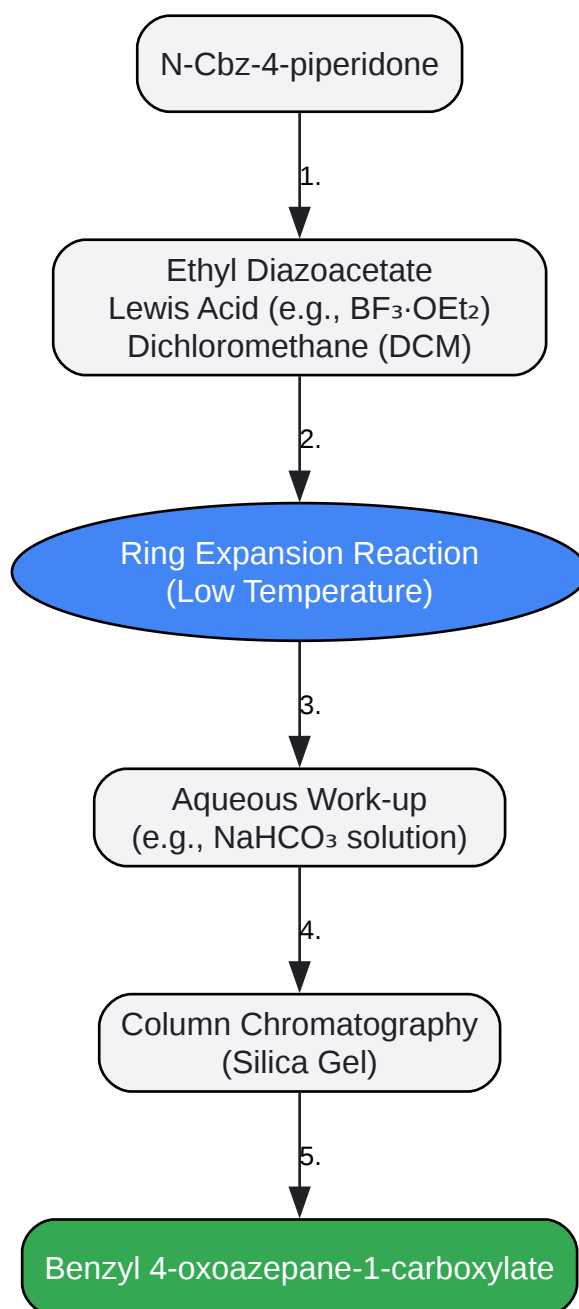 N-Cbz-4-piperidone
1.
Ethyl Diazoacetate
Lewis Acid (e.g., BF₃·OEt₂)
Dichloromethane (DCM)
2.
Ring Expansion Reaction
(Low Temperature)
3.
Aqueous Work-up
(e.g., NaHCO₃ solution)
4.
Column Chromatography
(Silica Gel)
5.
Benzyl 4-oxoazepane-1-carboxylate